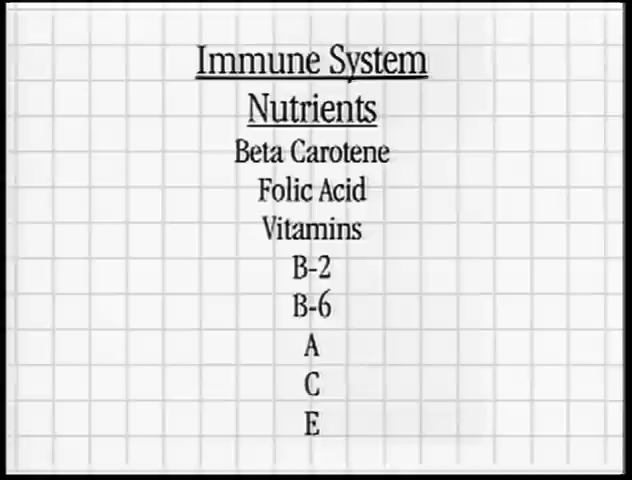 Immune System
Nutrients
Beta Carotene
Folic Acid
Vitamins
B-2
B-6
A
C
E